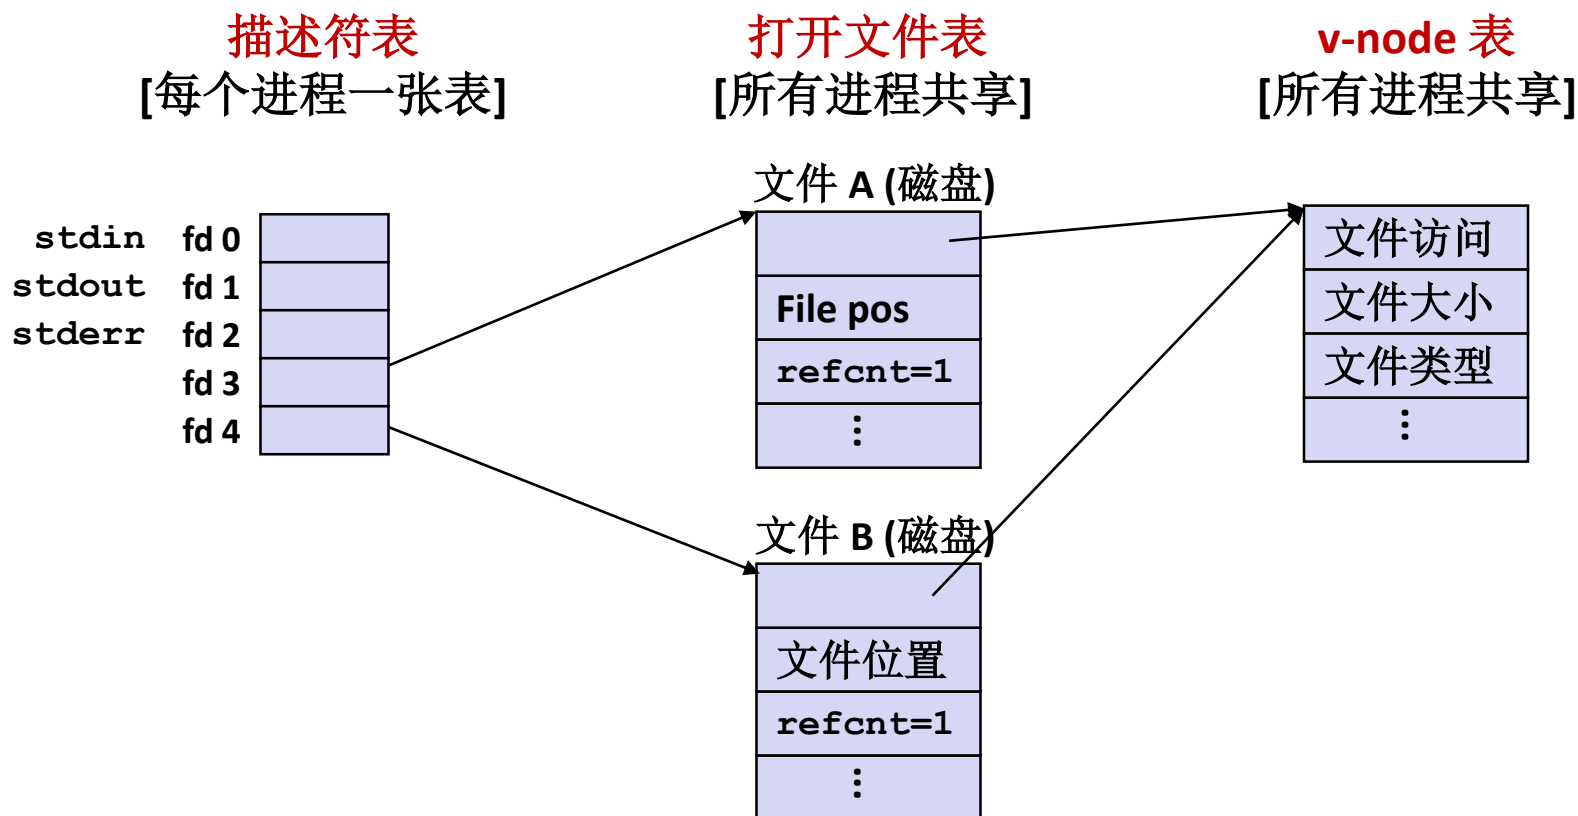 描述符表
[每个进程一张表]
打开文件表
[所有进程共享]
v-node 表
[所有进程共享]
stdin fd 0
stdout fd 1
stderr fd 2
fd 3
fd 4
文件 A (磁盘)
File pos
refcnt=1
⋮
文件 B (磁盘)
文件位置
refcnt=1
⋮
文件访问
文件大小
文件类型
⋮